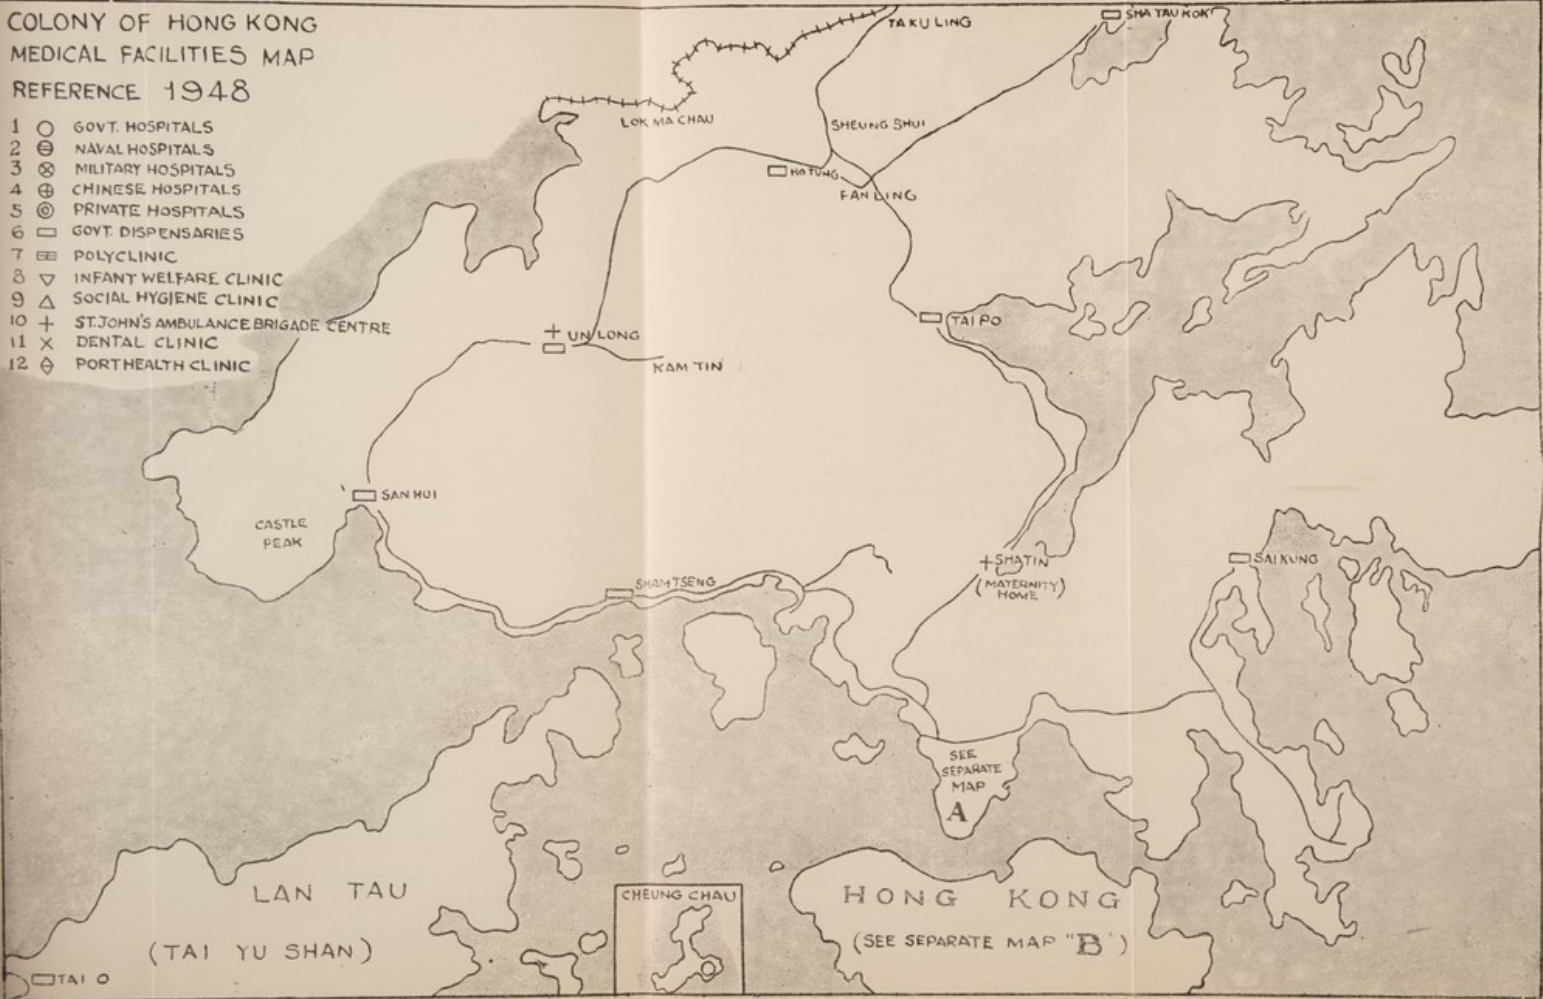 COLONY OF HONG KONG
MEDICAL FACILITIES MAP
REFERENCE 1948
1 GOVT. HOSPITALS
2 NAVAL HOSPITALS
3 MILITARY HOSPITALS
4 CHINESE HOSPITALS
5 PRIVATE HOSPITALS
6 GOVT. DISPENSARIES
7 POLYCLINIC
8 INFANT WELFARE CLINIC
9 SOCIAL HYGIENE CLINIC
10 ST. JOHN'S AMBULANCE BRIGADE CENTRE
11 DENTAL CLINIC
12 PORT HEALTH CLINIC
TA KU LING
SHA TAU KOK
LOK MA CHAU
SHEUNG SHUI
HO TUNG
FAN LING
TAI PO
UN LONG
KAM TIN
SAN HUI
CASTLE
PEAK
SHAM TSENG
SHATIN
(MATERNITY)
HOME
SAI KUNG
SEE
SEPARATE
MAP
A
LAN TAU
(TAI YU SHAN)
TAI O
CHEUNG CHAU
HONG KONG
(SEE SEPARATE MAP "B")